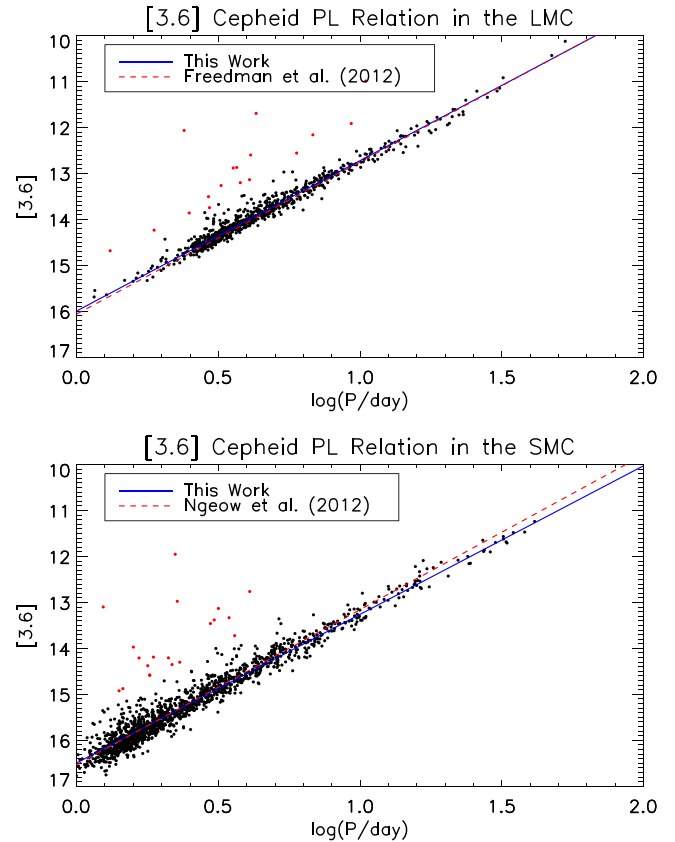 [3.6] Cepheid PL Relation in the LMC
10
11
12
13
14
15
16
17
[3.6]
This Work
Freedman et al. (2012)
0.0 0.5 1.0 1.5 2.0
log(P/day)
[3.6] Cepheid PL Relation in the SMC
10
11
12
13
14
15
16
17
[3.6]
This Work
Ngeow et al. (2012)
0.0 0.5 1.0 1.5 2.0
log(P/day)